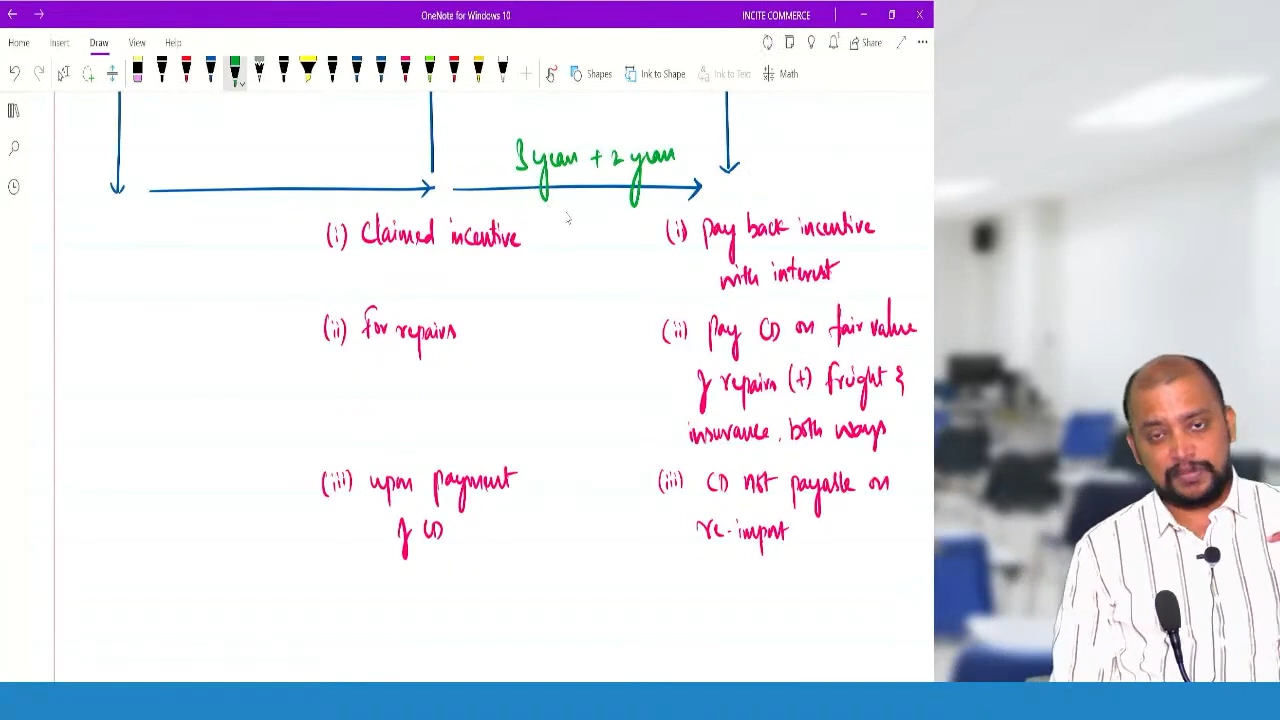 OneNote for Windows 10
INCITE COMMERCE
Home Insert Draw View Help
Share
Shapes Ink to Shape Ink to Text Math
3 year + 2 year
(i) Claimed incentive
(i) pay back incentive
with interest
(ii) For repairs
(ii) pay CD on fair value
of repairs (+) freight &
insurance, both ways
(iii) upon payment
of CD
(iii) CD not payable on
re-import